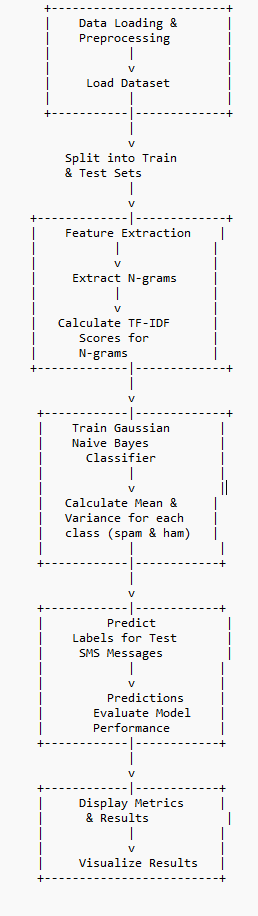 Data Loading &
Preprocessing
v
Load Dataset
v
Split into Train
& Test Sets
v
Feature Extraction
v
Extract N-grams
v
Calculate TF-IDF
Scores for
N-grams
v
Train Gaussian
Naive Bayes
Classifier
v
Calculate Mean &
Variance for each
class (spam & ham)
v
Predict
Labels for Test
SMS Messages
v
Predictions
Evaluate Model
Performance
v
Display Metrics
& Results
v
Visualize Results